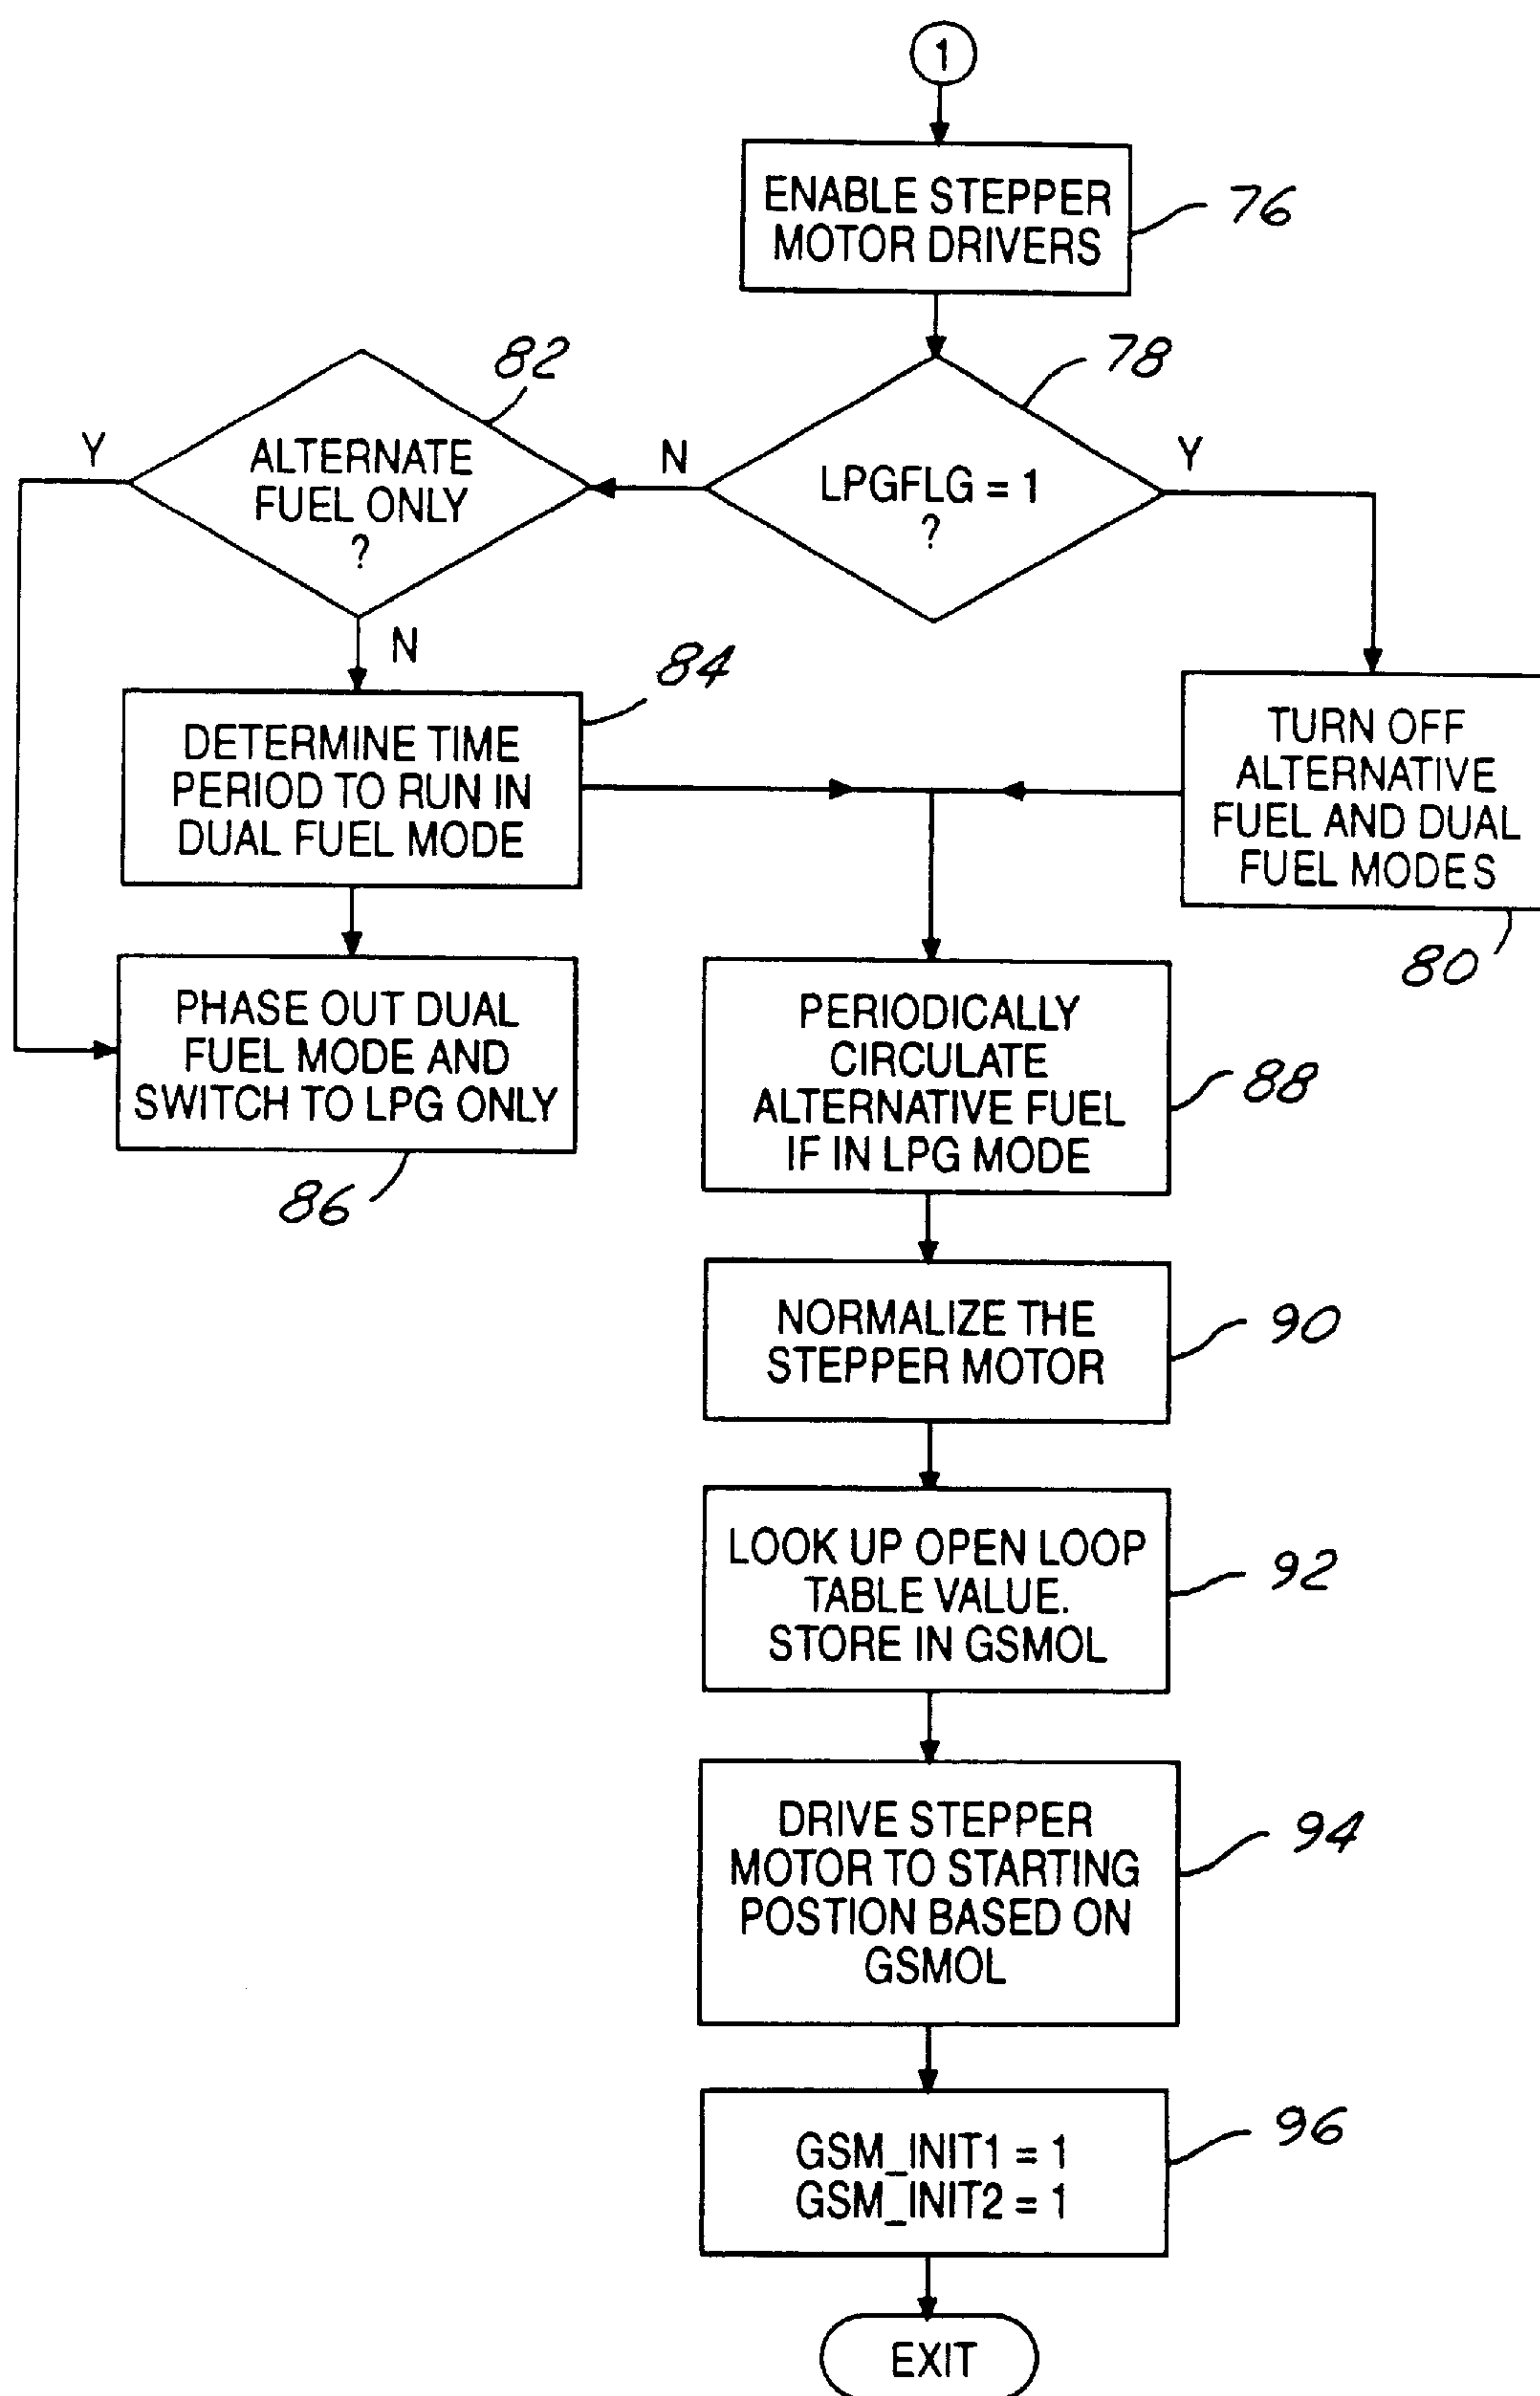 1
ENABLE STEPPER
MOTOR DRIVERS
76
78
82
Y
ALTERNATE
FUEL ONLY
?
N
LPGFLG = 1
?
Y
N
84
DETERMINE TIME
PERIOD TO RUN IN
DUAL FUEL MODE
TURN OFF
ALTERNATIVE
FUEL AND DUAL
FUEL MODES
80
PHASE OUT DUAL
FUEL MODE AND
SWITCH TO LPG ONLY
86
PERIODICALLY
CIRCULATE
ALTERNATIVE FUEL
IF IN LPG MODE
88
NORMALIZE THE
STEPPER MOTOR
90
LOOK UP OPEN LOOP
TABLE VALUE.
STORE IN GSMOL
92
DRIVE STEPPER
MOTOR TO STARTING
POSTION BASED ON
GSMOL
94
GSM_INIT1 = 1
GSM_INIT2 = 1
96
EXIT